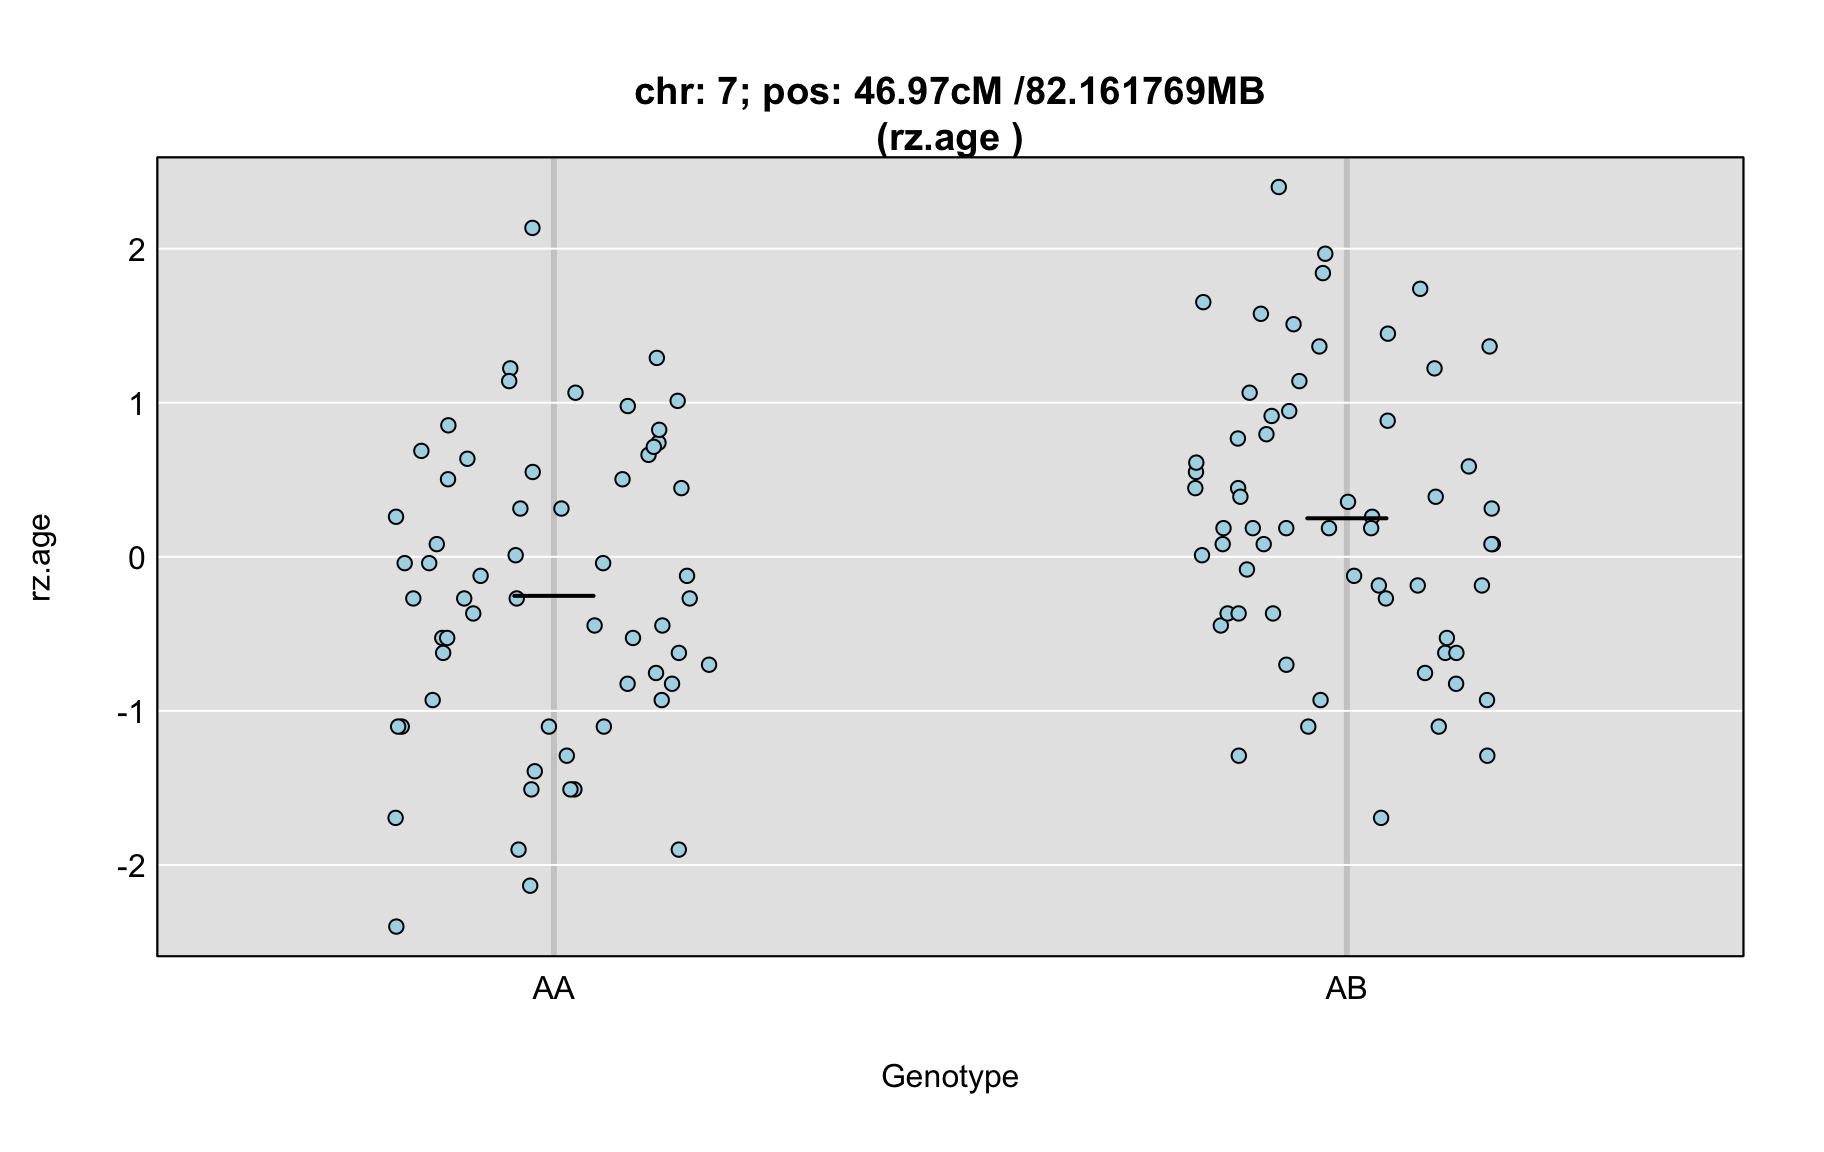 chr: 7; pos: 46.97cM /82.161769MB
(rz.age )
rz.age
2
1
0
-1
-2
AA
AB
Genotype